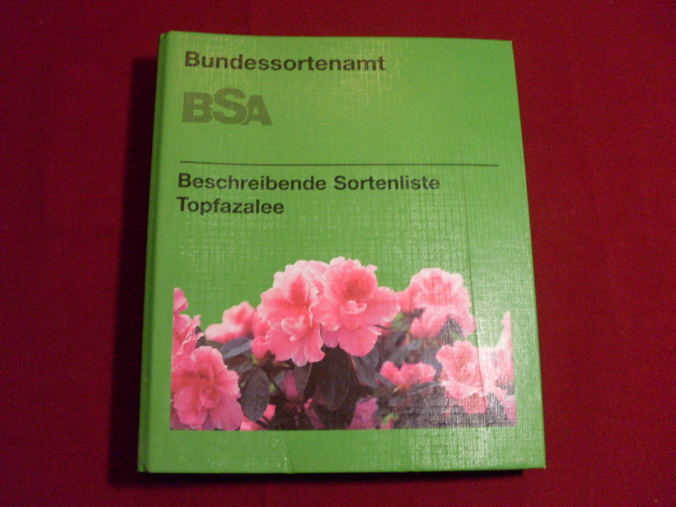 Bundessortenamt
BSA
Beschreibende Sortenliste
Topfazalee